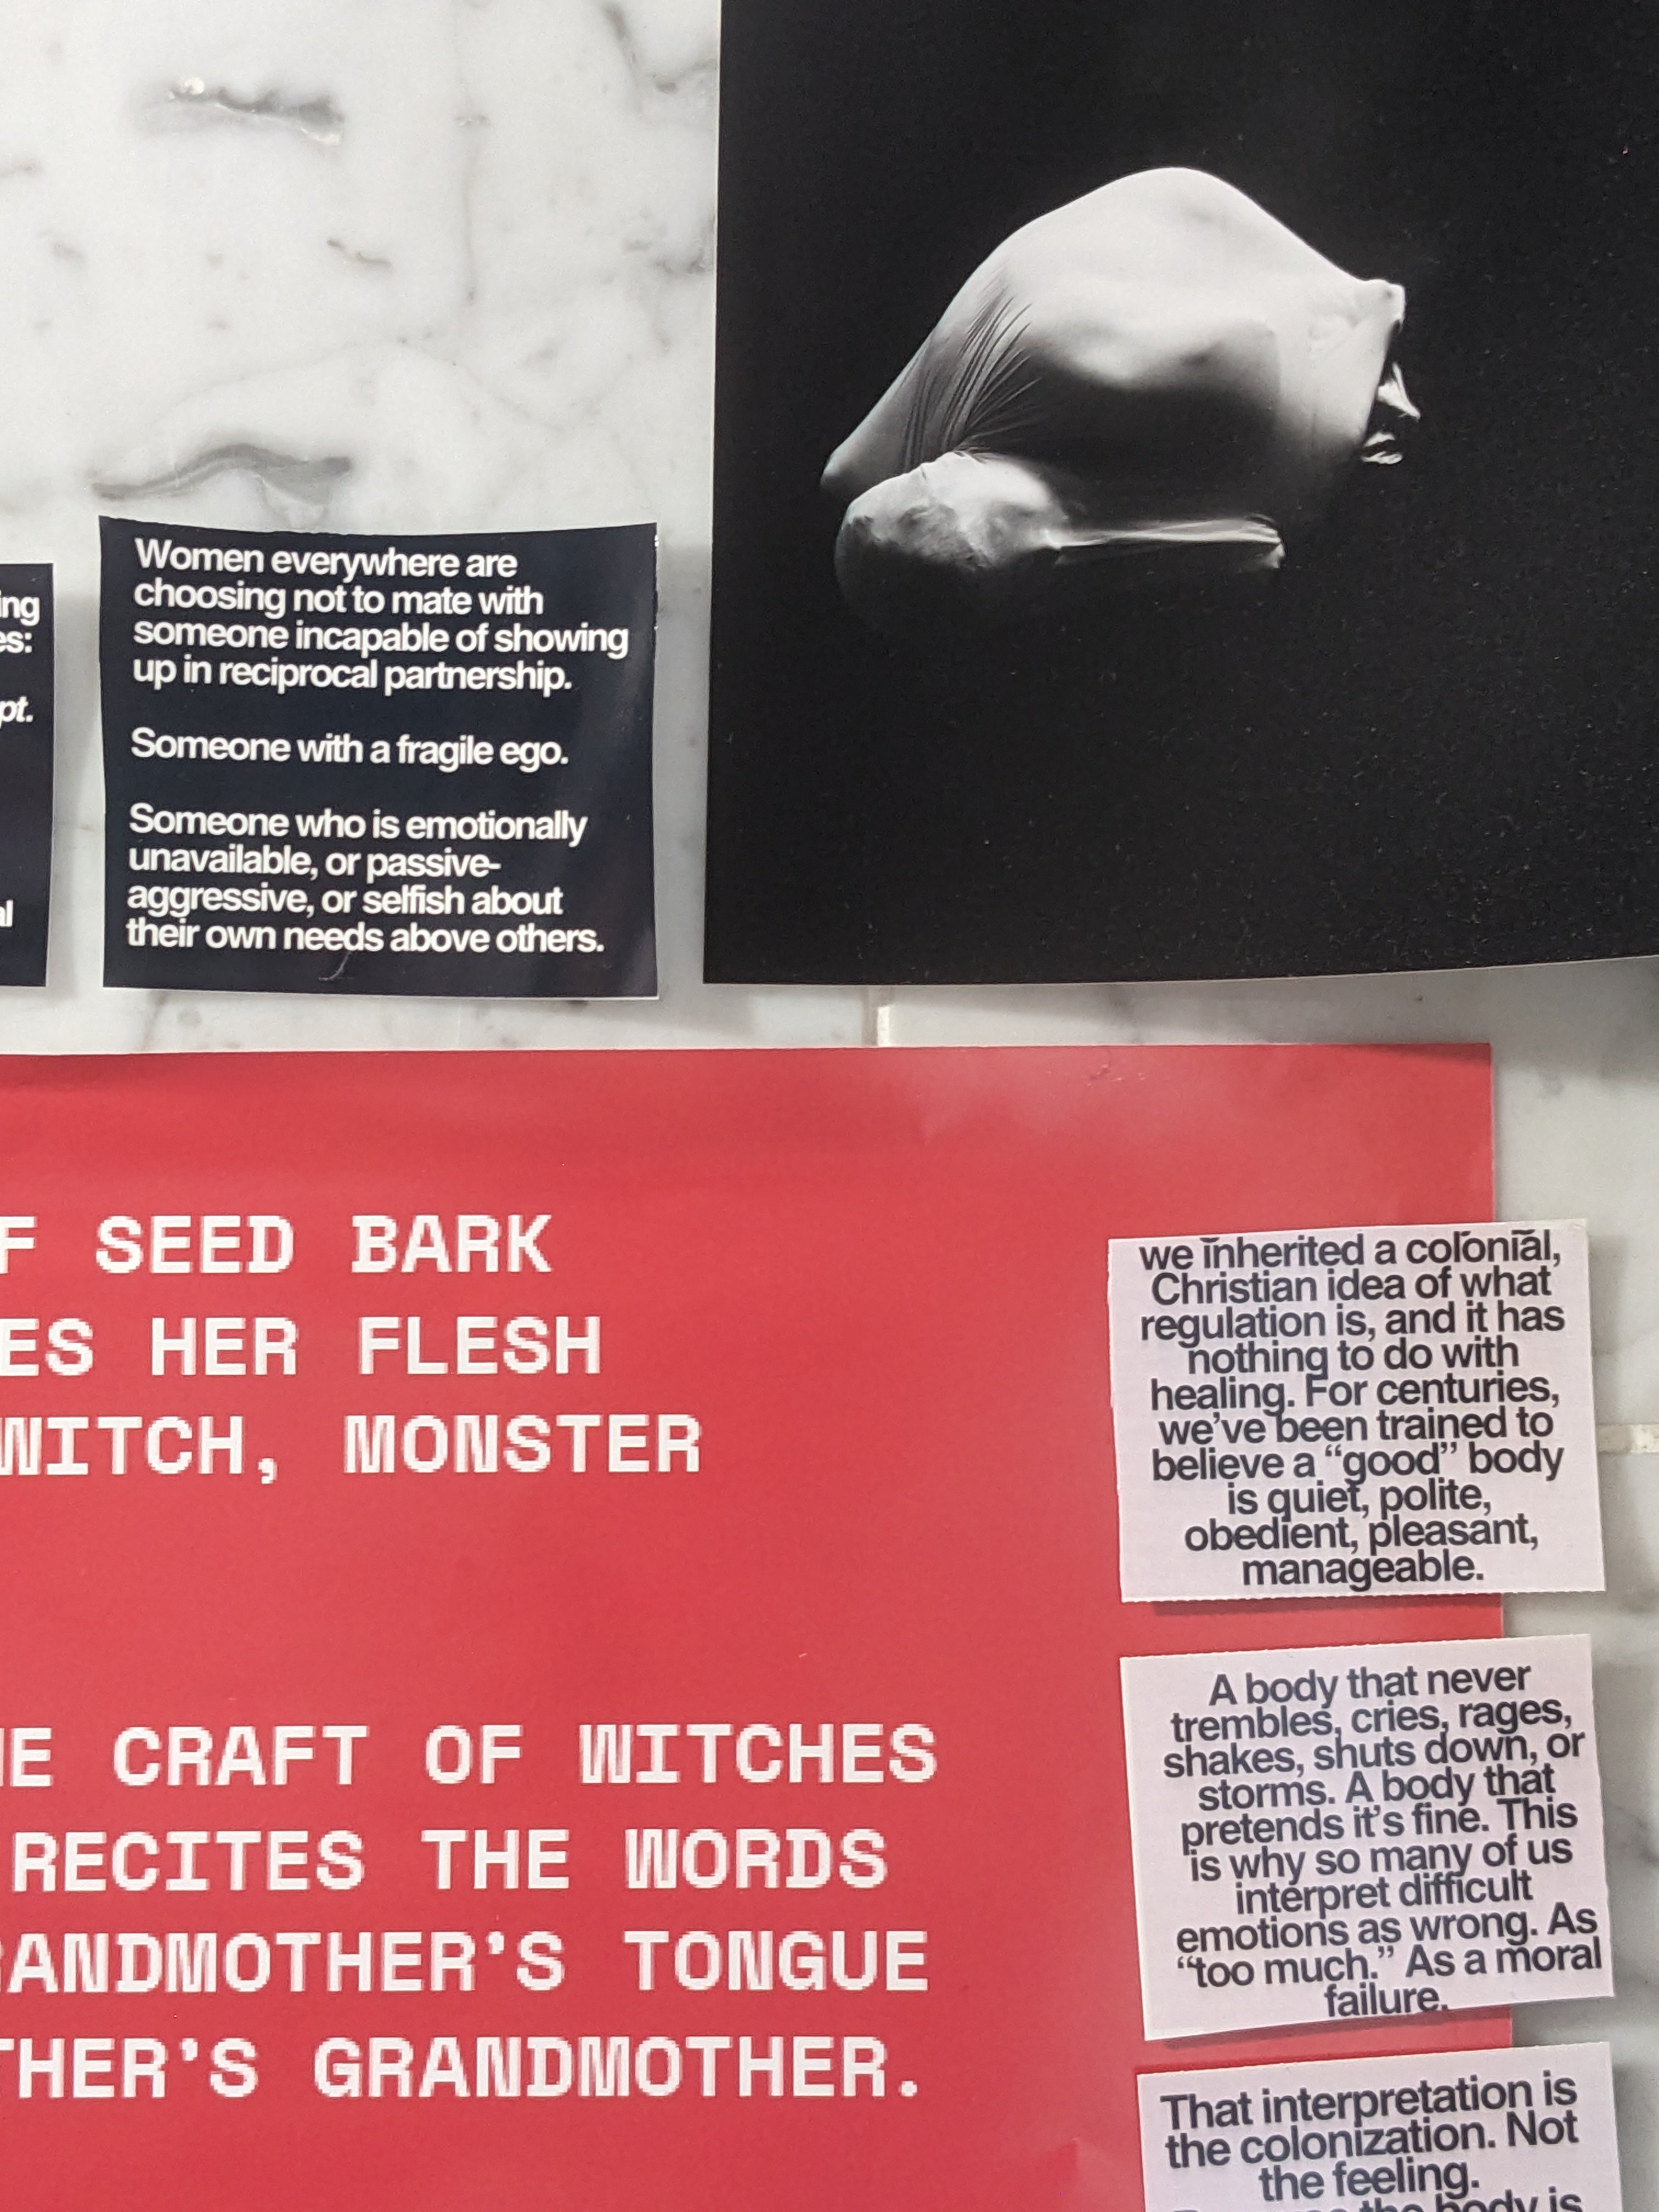 ing
es:
pt.
al
Women everywhere are
choosing not to mate with
someone incapable of showing
up in reciprocal partnership.
Someone with a fragile ego.
Someone who is emotionally
unavailable, or passive-
aggressive, or selfish about
their own needs above others.
F SEED BARK
ES HER FLESH
WITCH, MONSTER
E CRAFT OF WITCHES
RECITES THE WORDS
RANDMOTHER'S TONGUE
THER'S GRANDMOTHER.
we inherited a colonial,
Christian idea of what
regulation is, and it has
nothing to do with
healing. For centuries,
we've been trained to
believe a “good” body
is quiet, polite,
obedient, pleasant,
manageable.
A body that never
trembles, cries, rages,
shakes, shuts down, or
storms. A body that
pretends it's fine. This
is why so many of us
interpret difficult
emotions as wrong. As
“too much.” As a moral
failure.
That interpretation is
the colonization. Not
the feeling.
body is